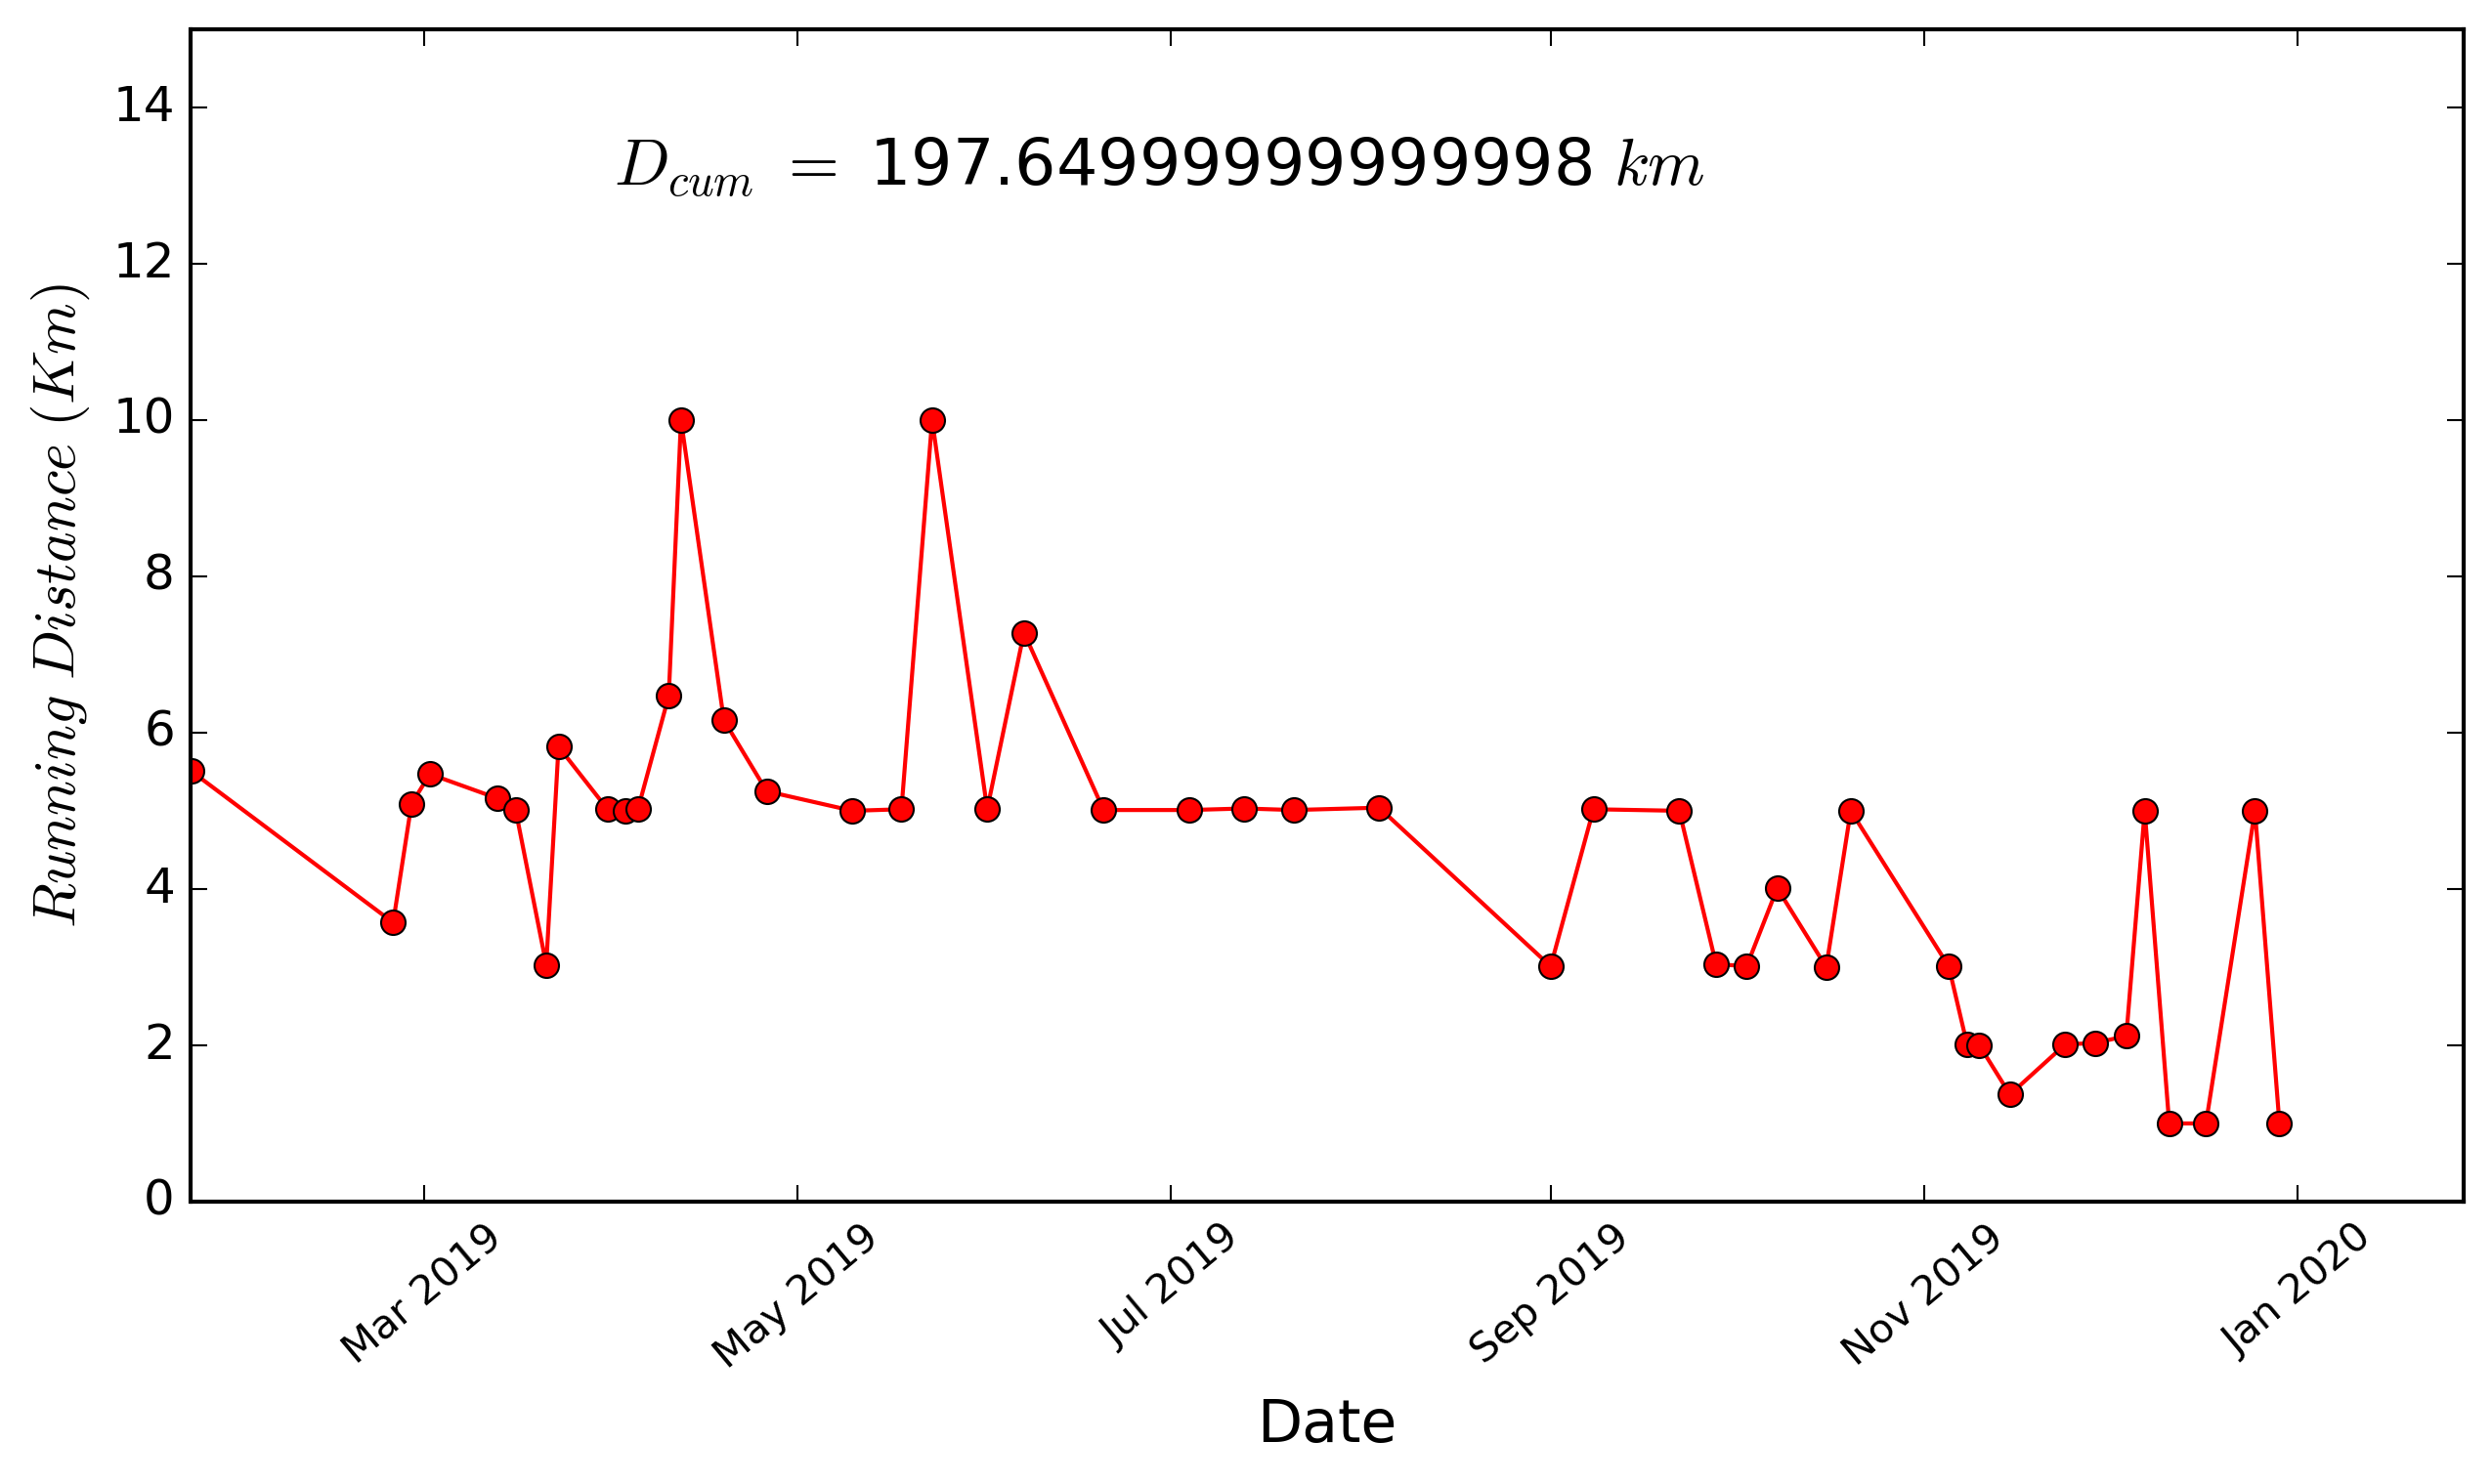 D_cum = 197.64999999999998 km
Running Distance (Km)
14
12
10
8
6
4
2
0
Mar 2019
May 2019
Jul 2019
Sep 2019
Nov 2019
Jan 2020
Date